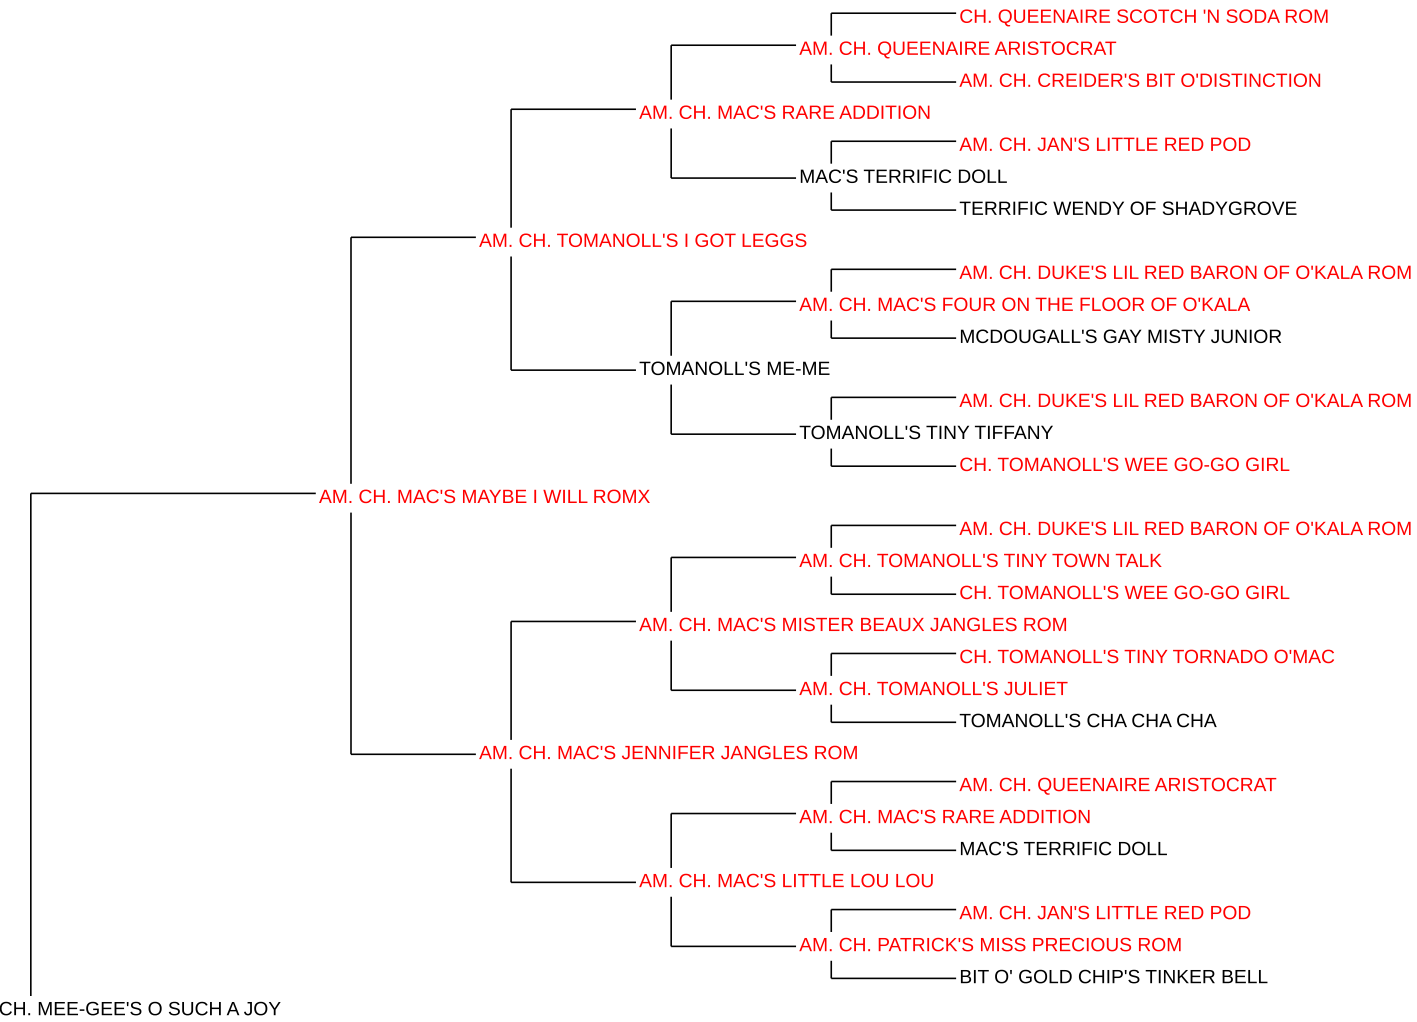 CH. QUEENAIRE SCOTCH 'N SODA ROM
AM. CH. QUEENAIRE ARISTOCRAT
AM. CH. CREIDER'S BIT O'DISTINCTION
AM. CH. MAC'S RARE ADDITION
AM. CH. JAN'S LITTLE RED POD
MAC'S TERRIFIC DOLL
TERRIFIC WENDY OF SHADYGROVE
AM. CH. TOMANOLL'S I GOT LEGGS
AM. CH. DUKE'S LIL RED BARON OF O'KALA ROM
AM. CH. MAC'S FOUR ON THE FLOOR OF O'KALA
MCDOUGALL'S GAY MISTY JUNIOR
TOMANOLL'S ME-ME
AM. CH. DUKE'S LIL RED BARON OF O'KALA ROM
TOMANOLL'S TINY TIFFANY
CH. TOMANOLL'S WEE GO-GO GIRL
AM. CH. MAC'S MAYBE I WILL ROMX
AM. CH. DUKE'S LIL RED BARON OF O'KALA ROM
AM. CH. TOMANOLL'S TINY TOWN TALK
CH. TOMANOLL'S WEE GO-GO GIRL
AM. CH. MAC'S MISTER BEAUX JANGLES ROM
CH. TOMANOLL'S TINY TORNADO O'MAC
AM. CH. TOMANOLL'S JULIET
TOMANOLL'S CHA CHA CHA
AM. CH. MAC'S JENNIFER JANGLES ROM
AM. CH. QUEENAIRE ARISTOCRAT
AM. CH. MAC'S RARE ADDITION
MAC'S TERRIFIC DOLL
AM. CH. MAC'S LITTLE LOU LOU
AM. CH. JAN'S LITTLE RED POD
AM. CH. PATRICK'S MISS PRECIOUS ROM
BIT O' GOLD CHIP'S TINKER BELL
CH. MEE-GEE'S O SUCH A JOY